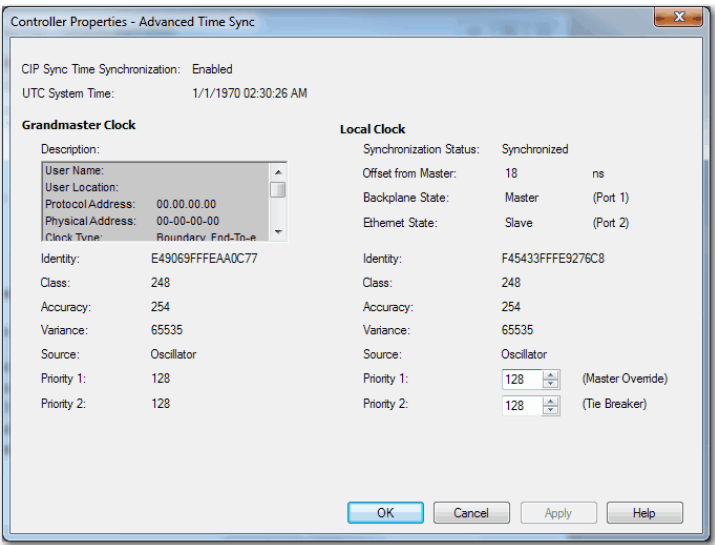 Controller Properties - Advanced Time Sync
CIP Sync Time Synchronization: Enabled
UTC System Time: 1/1/1970 02:30:26 AM
Grandmaster Clock
Description:
User Name:
User Location:
Protocol Address: 00.00.00.00
Physical Address: 00-00-00-00
Clock Type: Boundary, End-To-e
Identity: E49069FFFEAA0C77
Class: 248
Accuracy: 254
Variance: 65535
Source: Oscillator
Priority 1: 128
Priority 2: 128
Local Clock
Synchronization Status: Synchronized
Offset from Master: 18 ns
Backplane State: Master (Port 1)
Ethernet State: Slave (Port 2)
Identity: F45433FFFE9276C8
Class: 248
Accuracy: 254
Variance: 65535
Source: Oscillator
Priority 1: 128 (Master Override)
Priority 2: 128 (Tie Breaker)
OK Cancel Apply Help